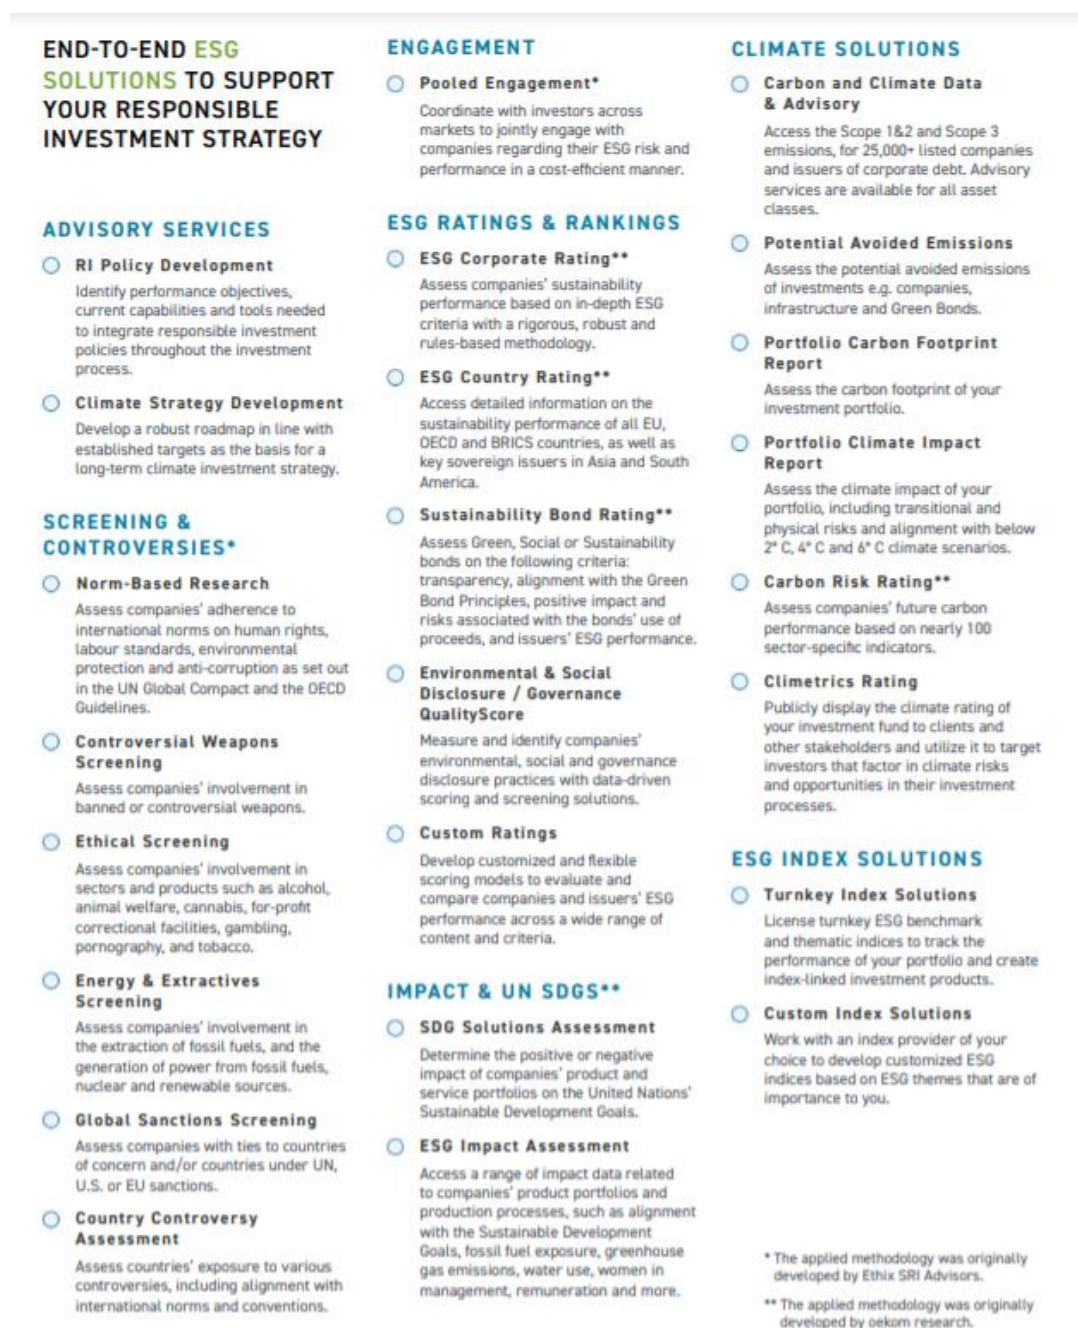 END-TO-END ESG
SOLUTIONS TO SUPPORT
YOUR RESPONSIBLE
INVESTMENT STRATEGY
ADVISORY SERVICES
RI Policy Development
Identify performance objectives,
current capabilities and tools needed
to integrate responsible investment
policies throughout the investment
process.
Climate Strategy Development
Develop a robust roadmap in line with
established targets as the basis for a
long-term climate investment strategy.
SCREENING &
CONTROVERSIES*
Norm-Based Research
Assess companies' adherence to
international norms on human rights,
labour standards, environmental
protection and anti-corruption as set out
in the UN Global Compact and the OECD
Guidelines.
Controversial Weapons
Screening
Assess companies' involvement in
banned or controversial weapons.
Ethical Screening
Assess companies' involvement in
sectors and products such as alcohol,
animal welfare, cannabis, for-profit
correctional facilities, gambling,
pornography, and tobacco.
Energy & Extractives
Screening
Assess companies' involvement in
the extraction of fossil fuels, and the
generation of power from fossil fuels,
nuclear and renewable sources.
Global Sanctions Screening
Assess companies with ties to countries
of concern and/or countries under UN,
U.S. or EU sanctions.
Country Controversy
Assessment
Assess countries' exposure to various
controversies, including alignment with
international norms and conventions.
ENGAGEMENT
Pooled Engagement*
Coordinate with investors across
markets to jointly engage with
companies regarding their ESG risk and
performance in a cost-efficient manner.
ESG RATINGS & RANKINGS
ESG Corporate Rating**
Assess companies' sustainability
performance based on in-depth ESG
criteria with a rigorous, robust and
rules-based methodology.
ESG Country Rating**
Access detailed information on the
sustainability performance of all EU,
OECD and BRICS countries, as well as
key sovereign issuers in Asia and South
America.
Sustainability Bond Rating**
Assess Green, Social or Sustainability
bonds on the following criteria:
transparency, alignment with the Green
Bond Principles, positive impact and
risks associated with the bonds' use of
proceeds, and issuers' ESG performance.
Environmental & Social
Disclosure / Governance
QualityScore
Measure and identify companies'
environmental, social and governance
disclosure practices with data-driven
scoring and screening solutions.
Custom Ratings
Develop customized and flexible
scoring models to evaluate and
compare companies and issuers' ESG
performance across a wide range of
content and criteria.
IMPACT & UN SDGS**
SDG Solutions Assessment
Determine the positive or negative
impact of companies' product and
service portfolios on the United Nations'
Sustainable Development Goals.
ESG Impact Assessment
Access a range of impact data related
to companies' product portfolios and
production processes, such as alignment
with the Sustainable Development
Goals, fossil fuel exposure, greenhouse
gas emissions, water use, women in
management, remuneration and more.
CLIMATE SOLUTIONS
Carbon and Climate Data
& Advisory
Access the Scope 1&2 and Scope 3
emissions, for 25,000+ listed companies
and issuers of corporate debt. Advisory
services are available for all asset
classes.
Potential Avoided Emissions
Assess the potential avoided emissions
of investments e.g. companies,
infrastructure and Green Bonds.
Portfolio Carbon Footprint
Report
Assess the carbon footprint of your
investment portfolio.
Portfolio Climate Impact
Report
Assess the climate impact of your
portfolio, including transitional and
physical risks and alignment with below
2° C, 4° C and 6° C climate scenarios.
Carbon Risk Rating**
Assess companies' future carbon
performance based on nearly 100
sector-specific indicators.
Climetrics Rating
Publicly display the climate rating of
your investment fund to clients and
other stakeholders and utilize it to target
investors that factor in climate risks
and opportunities in their investment
processes.
ESG INDEX SOLUTIONS
Turnkey Index Solutions
License turnkey ESG benchmark
and thematic indices to track the
performance of your portfolio and create
index-linked investment products.
Custom Index Solutions
Work with an index provider of your
choice to develop customized ESG
indices based on ESG themes that are of
importance to you.
* The applied methodology was originally
developed by Ethix SRI Advisors.
** The applied methodology was originally
developed by oekom research.